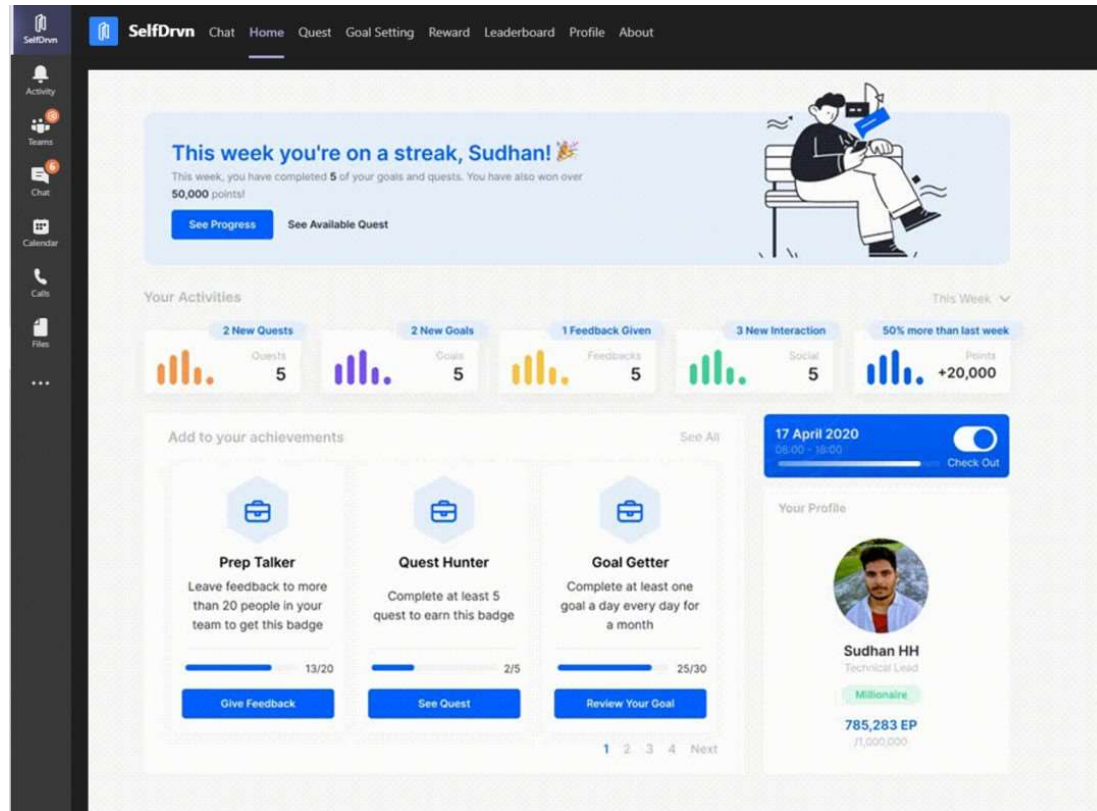 SelfDrvn
SelfDrvn Chat Home Quest Goal Setting Reward Leaderboard Profile About
Activity
Teams
Chat
6
Calendar
Calls
Files
This week you're on a streak, Sudhan!
This week, you have completed 5 of your goals and quests. You have also won over
50,000 points!
See Progress See Available Quest
Your Activities This Week
2 New Quests
Quests
5
2 New Goals
Goals
5
1 Feedback Given
Feedbacks
5
3 New Interaction
Social
5
50% more than last week
Points
+20,000
Add to your achievements See All
Prep Talker
Leave feedback to more
than 20 people in your
team to get this badge
13/20
Give Feedback
Quest Hunter
Complete at least 5
quest to earn this badge
2/5
See Quest
Goal Getter
Complete at least one
goal a day every day for
a month
25/30
Review Your Goal
1 2 3 4 Next
17 April 2020
08:00 - 18:00
Check Out
Your Profile
Sudhan HH
Technical Lead
Millionaire
785,283 EP
/1,000,000